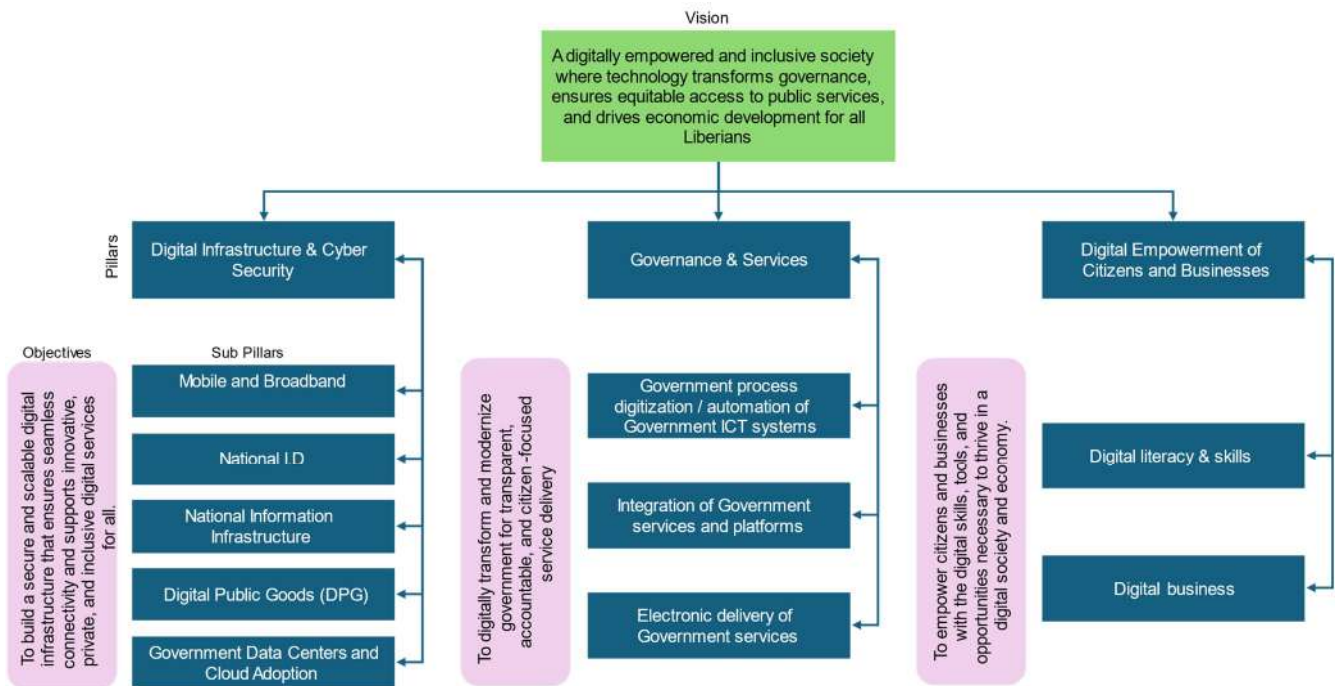 Vision
A digitally empowered and inclusive society
where technology transforms governance,
ensures equitable access to public services,
and drives economic development for all
Liberians
Pillars
Digital Infrastructure & Cyber
Security
Governance & Services
Digital Empowerment of
Citizens and Businesses
Objectives
Sub Pillars
To build a secure and scalable digital
infrastructure that ensures seamless
connectivity and supports innovative,
private, and inclusive digital services
for all.
Mobile and Broadband
National I.D
National Information
Infrastructure
Digital Public Goods (DPG)
Government Data Centers and
Cloud Adoption
To digitally transform and modernize
government for transparent,
accountable, and citizen-focused
service delivery
Government process
digitization / automation of
Government ICT systems
Integration of Government
services and platforms
Electronic delivery of
Government services
To empower citizens and businesses
with the digital skills, tools, and
opportunities necessary to thrive in a
digital society and economy.
Digital literacy & skills
Digital business